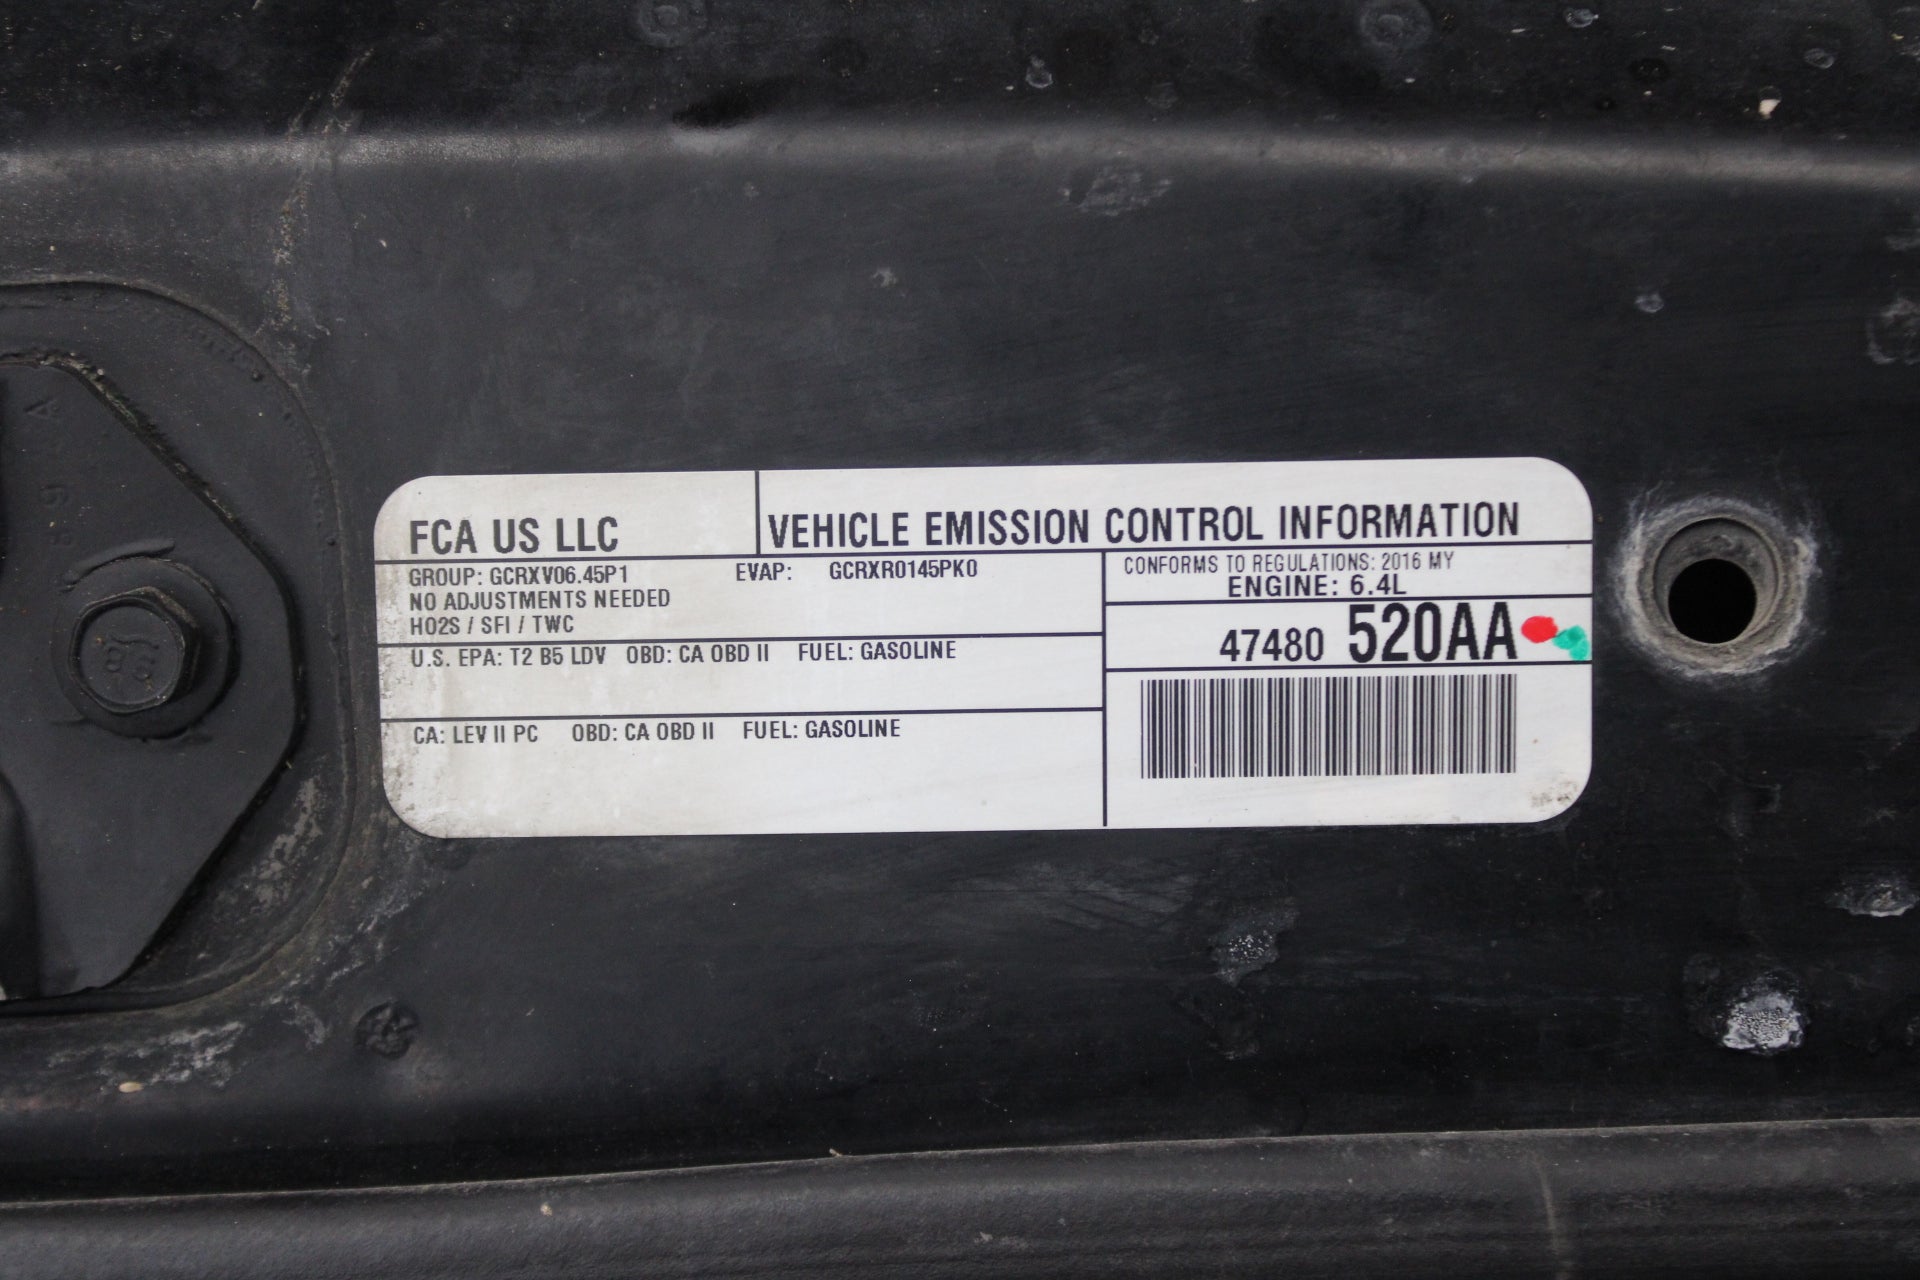 FCA US LLC
VEHICLE EMISSION CONTROL INFORMATION
GROUP: GCRXV06.45P1 EVAP: GCRXR0145PK0
NO ADJUSTMENTS NEEDED
HO2S / SFI / TWC
U.S. EPA: T2 B5 LDV OBD: CA OBD II FUEL: GASOLINE
CA: LEV II PC OBD: CA OBD II FUEL: GASOLINE
CONFORMS TO REGULATIONS: 2016 MY
ENGINE: 6.4L
47480 520AA